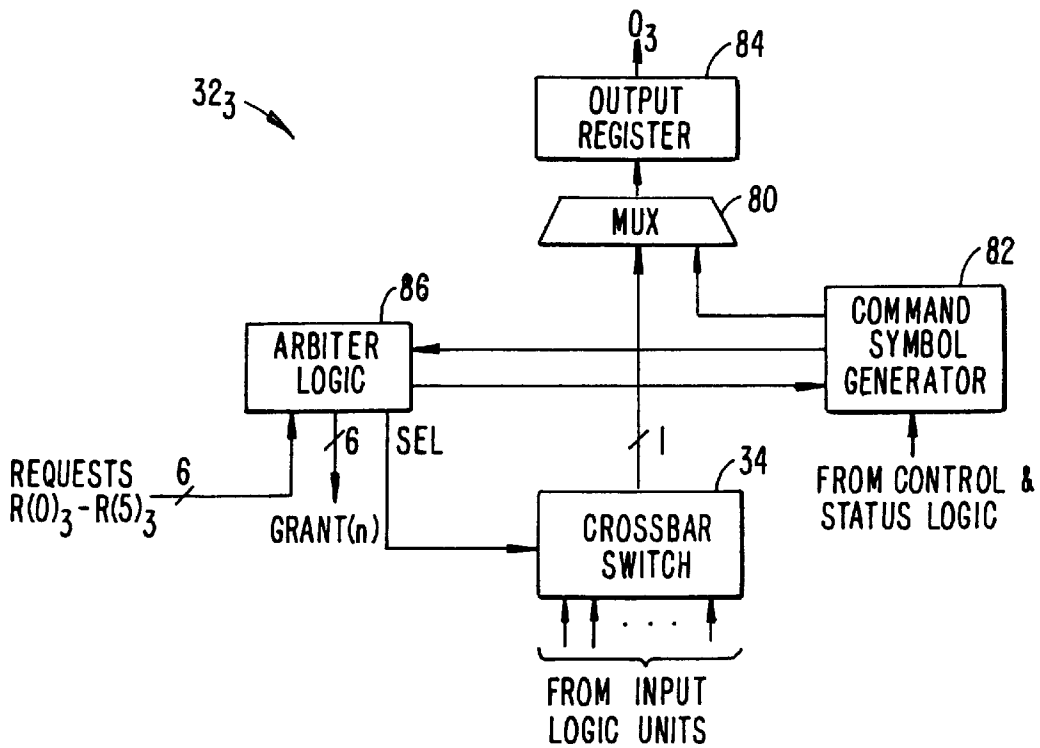 O3
84
OUTPUT
REGISTER
323
80
MUX
82
COMMAND
SYMBOL
GENERATOR
86
ARBITER
LOGIC
6
SEL
1
REQUESTS
R(0)3-R(5)3
6
GRANT(n)
34
CROSSBAR
SWITCH
FROM CONTROL &
STATUS LOGIC
. . .
FROM INPUT
LOGIC UNITS